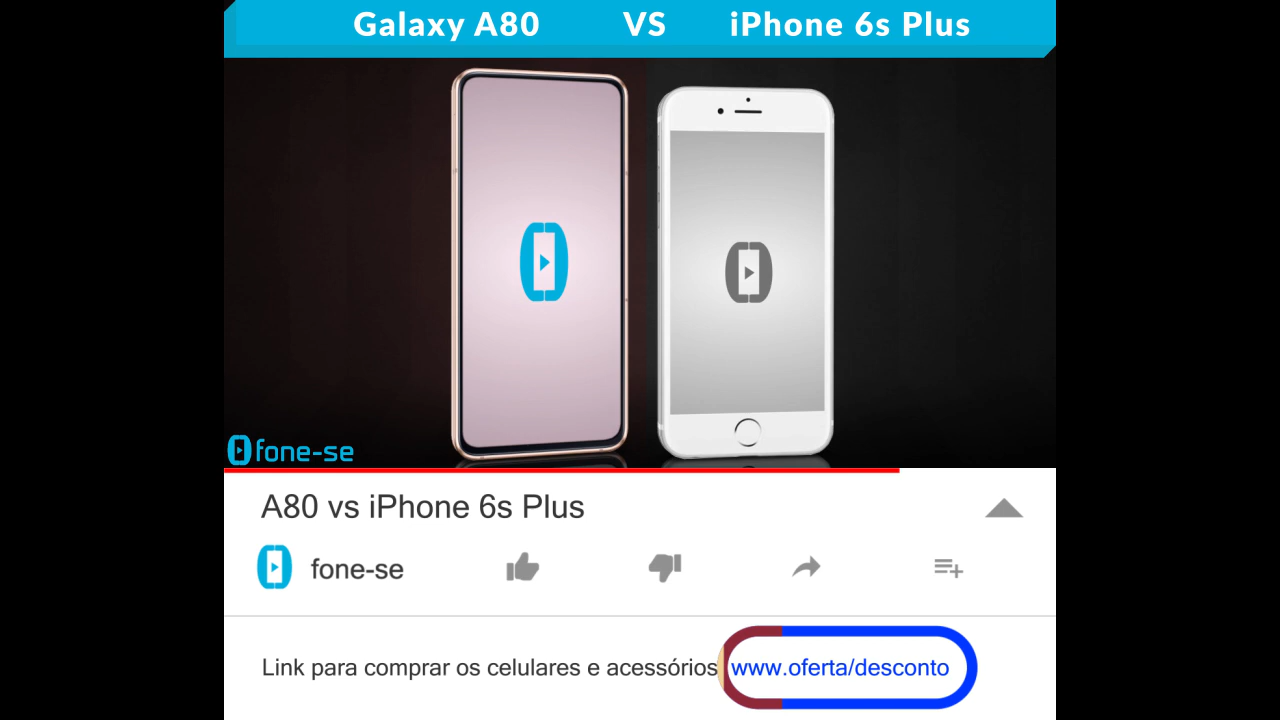 Galaxy A80 VS iPhone 6s Plus
fone-se
A80 vs iPhone 6s Plus
fone-se
Link para comprar os celulares e acessórios www.oferta/desconto